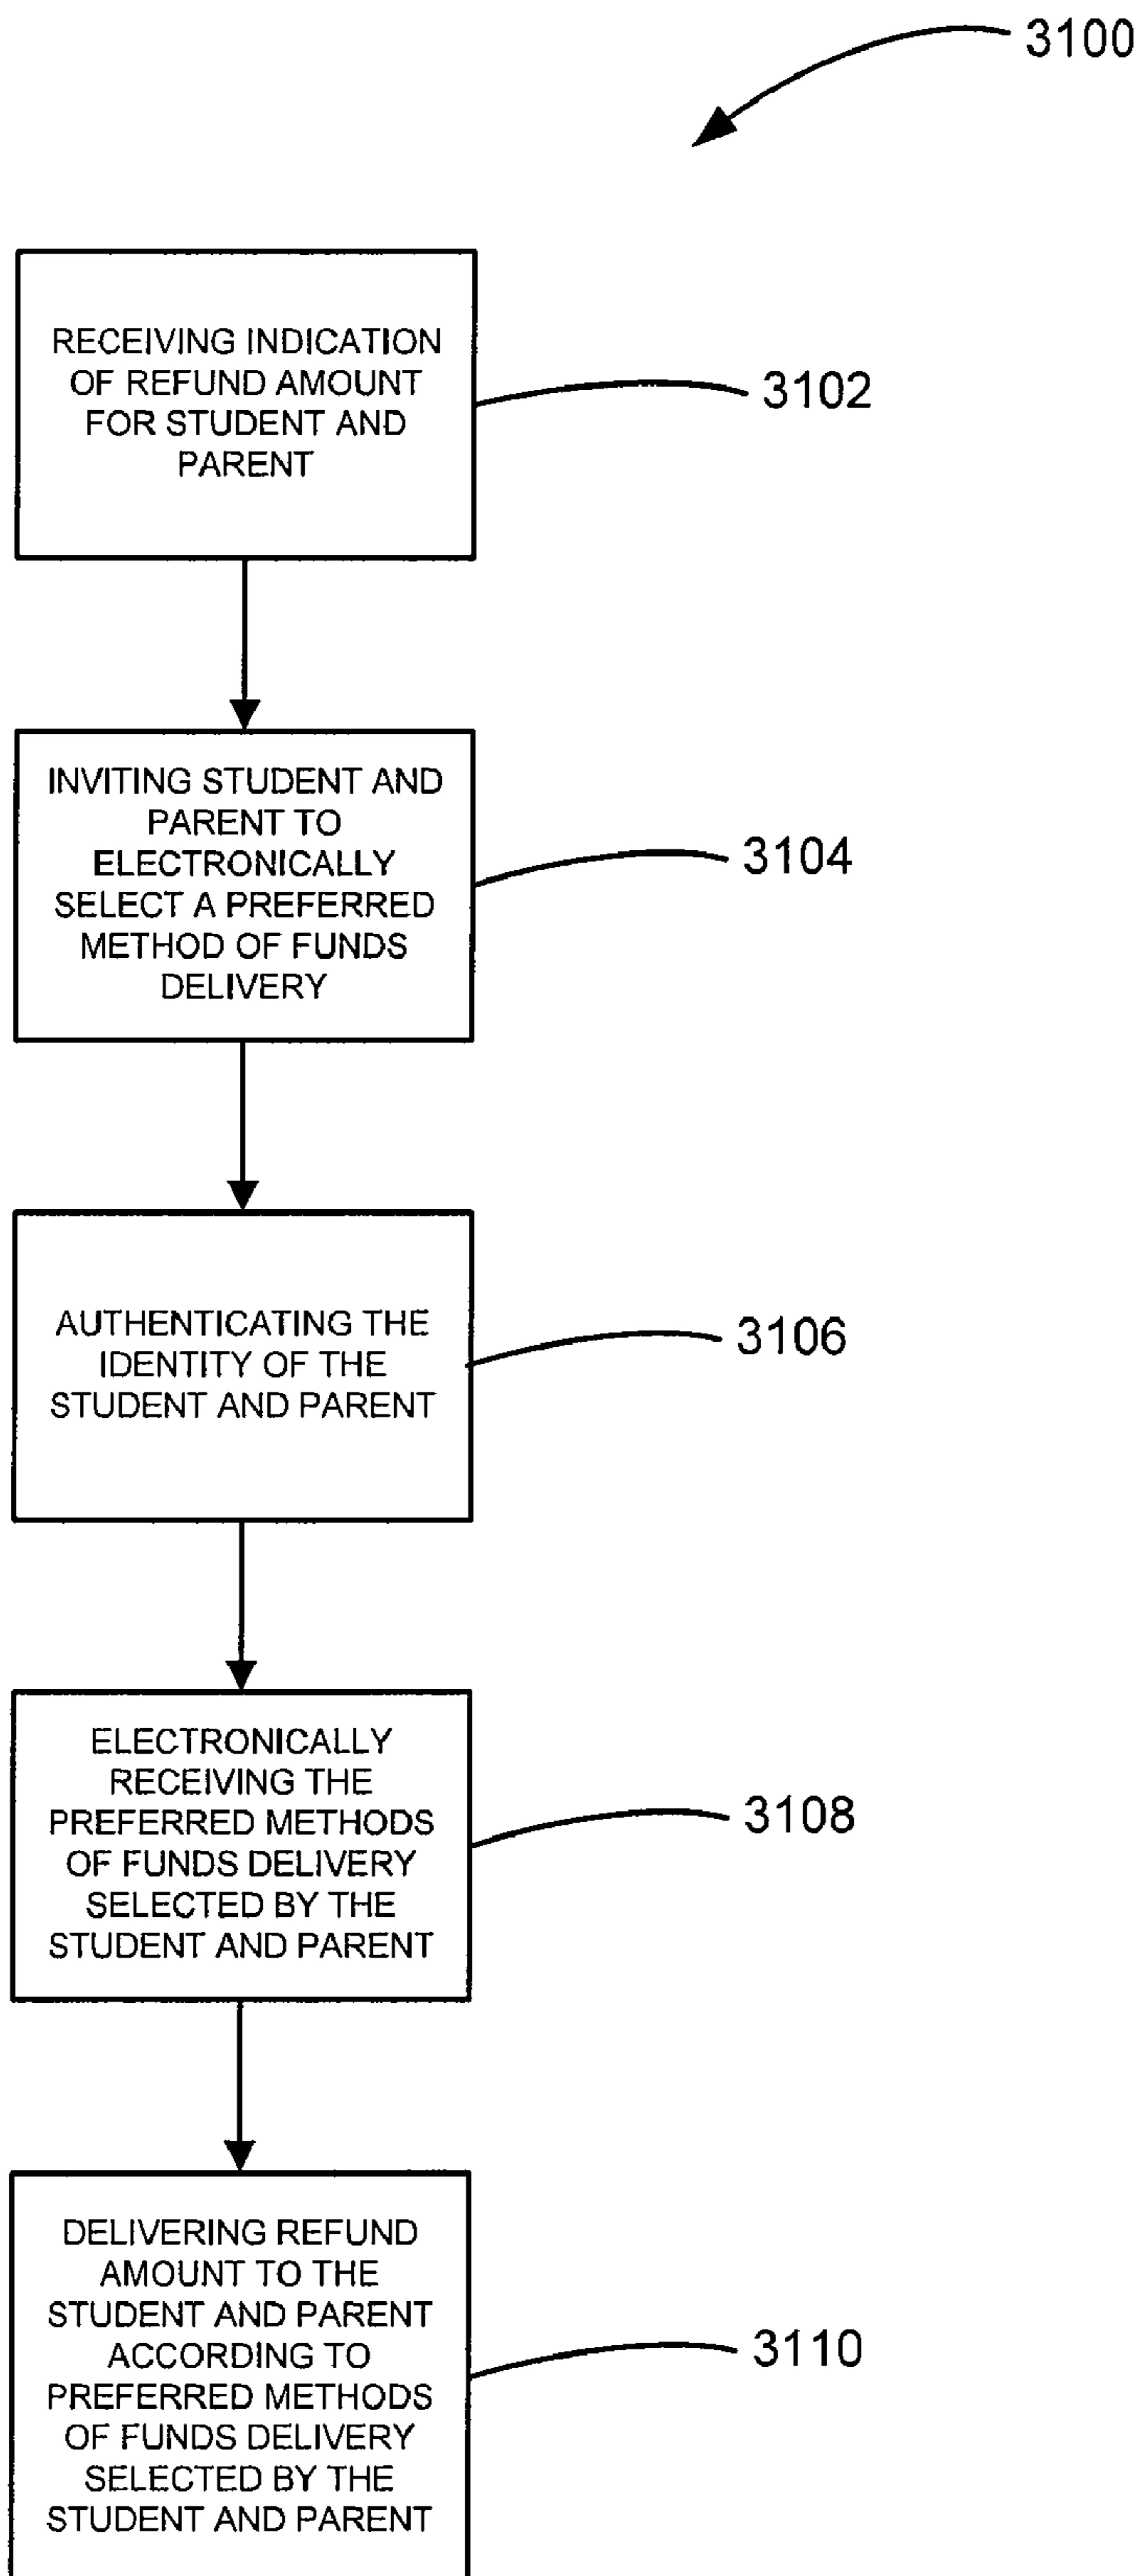 3100
RECEIVING INDICATION
OF REFUND AMOUNT
FOR STUDENT AND
PARENT
3102
INVITING STUDENT AND
PARENT TO
ELECTRONICALLY
SELECT A PREFERRED
METHOD OF FUNDS
DELIVERY
3104
AUTHENTICATING THE
IDENTITY OF THE
STUDENT AND PARENT
3106
ELECTRONICALLY
RECEIVING THE
PREFERRED METHODS
OF FUNDS DELIVERY
SELECTED BY THE
STUDENT AND PARENT
3108
DELIVERING REFUND
AMOUNT TO THE
STUDENT AND PARENT
ACCORDING TO
PREFERRED METHODS
OF FUNDS DELIVERY
SELECTED BY THE
STUDENT AND PARENT
3110